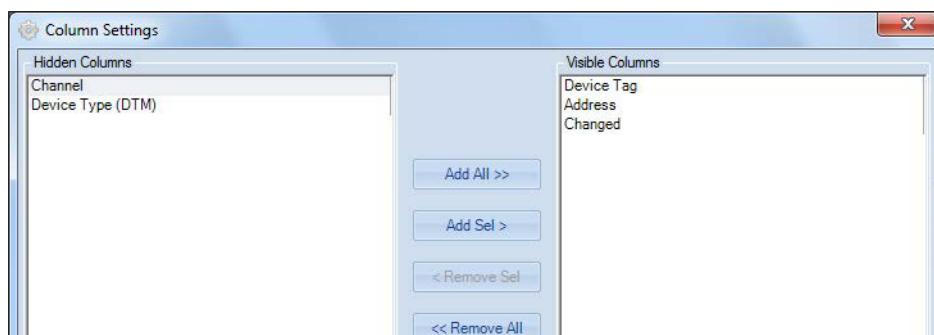 Column Settings
Hidden Columns
Channel
Device Type (DTM)
Add All >>
Add Sel >
< Remove Sel
<< Remove All
Visible Columns
Device Tag
Address
Changed